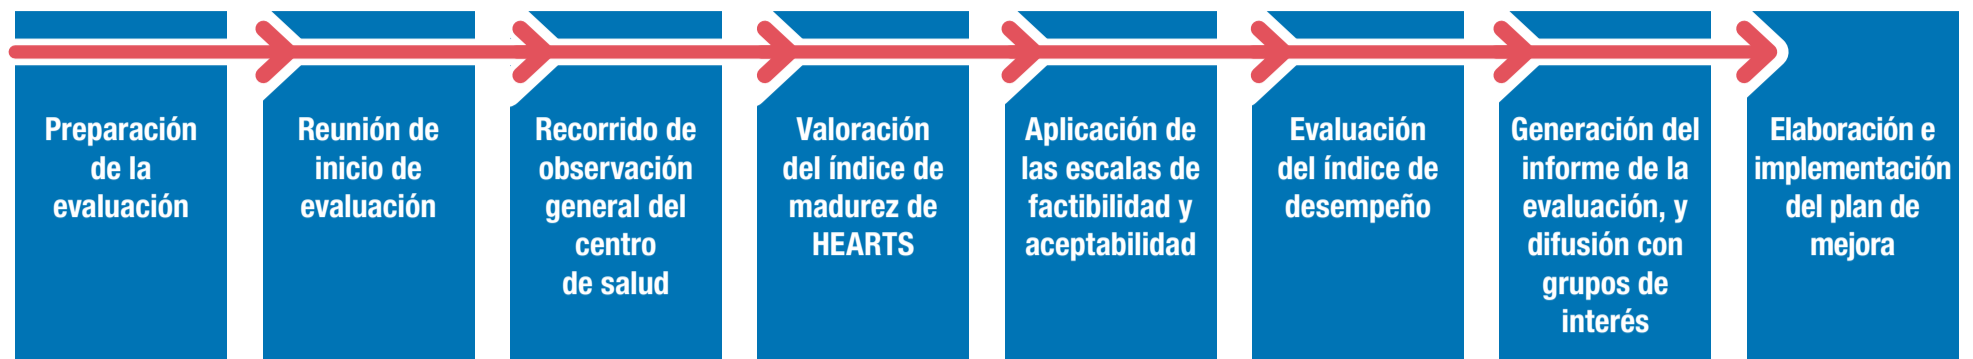 Preparación
de la
evaluación
Reunión de
inicio de
evaluación
Recorrido de
observación
general del
centro
de salud
Valoración
del índice de
madurez de
HEARTS
Aplicación de
las escalas de
factibilidad y
aceptabilidad
Evaluación
del índice de
desempeño
Generación del
informe de la
evaluación, y
difusión con
grupos de
interés
Elaboración e
implementación
del plan de
mejora